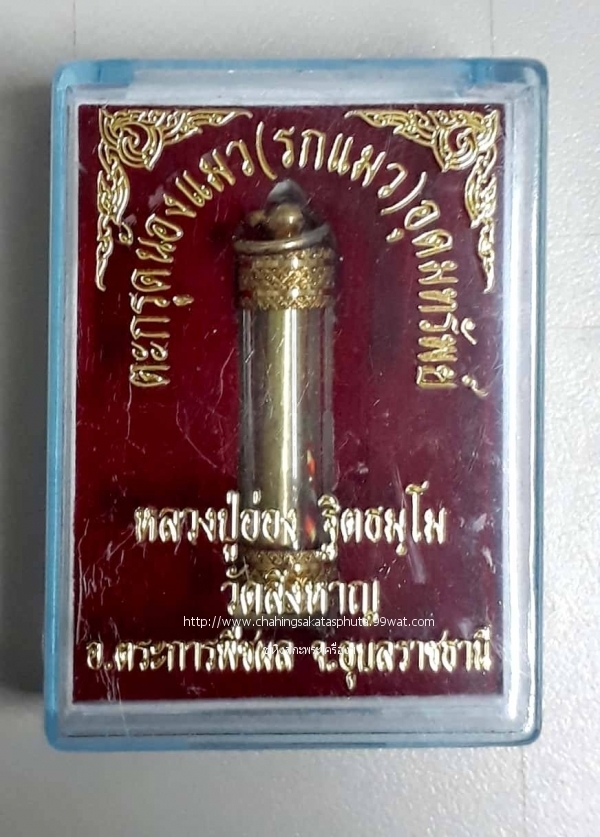 ตะกรุดน้องแมว(รกแมว)อุดมทรัพย์
หลวงปู่อ่อง ฐิตธมฺโม
วัดสิงหาญ
http://www.chahingsakatasphuta.99wat.com
อ.ตระการพืชผล จ.อุบลราชธานี